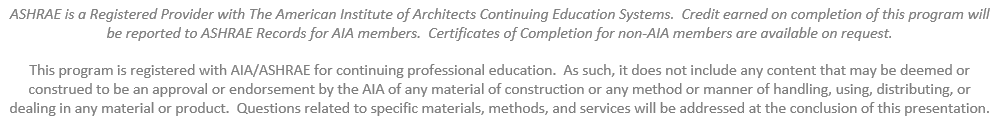 ASHRAE is a Registered Provider with The American Institute of Architects Continuing Education Systems.  Credit earned on completion of this program will
be reported to ASHRAE Records for AIA members.  Certificates of Completion for non-AIA members are available on request.
This program is registered with AIA/ASHRAE for continuing professional education.  As such, it does not include any content that may be deemed or
construed to be an approval or endorsement by the AIA of any material of construction or any method or manner of handling, using, distributing, or
dealing in any material or product.  Questions related to specific materials, methods, and services will be addressed at the conclusion of this presentation.